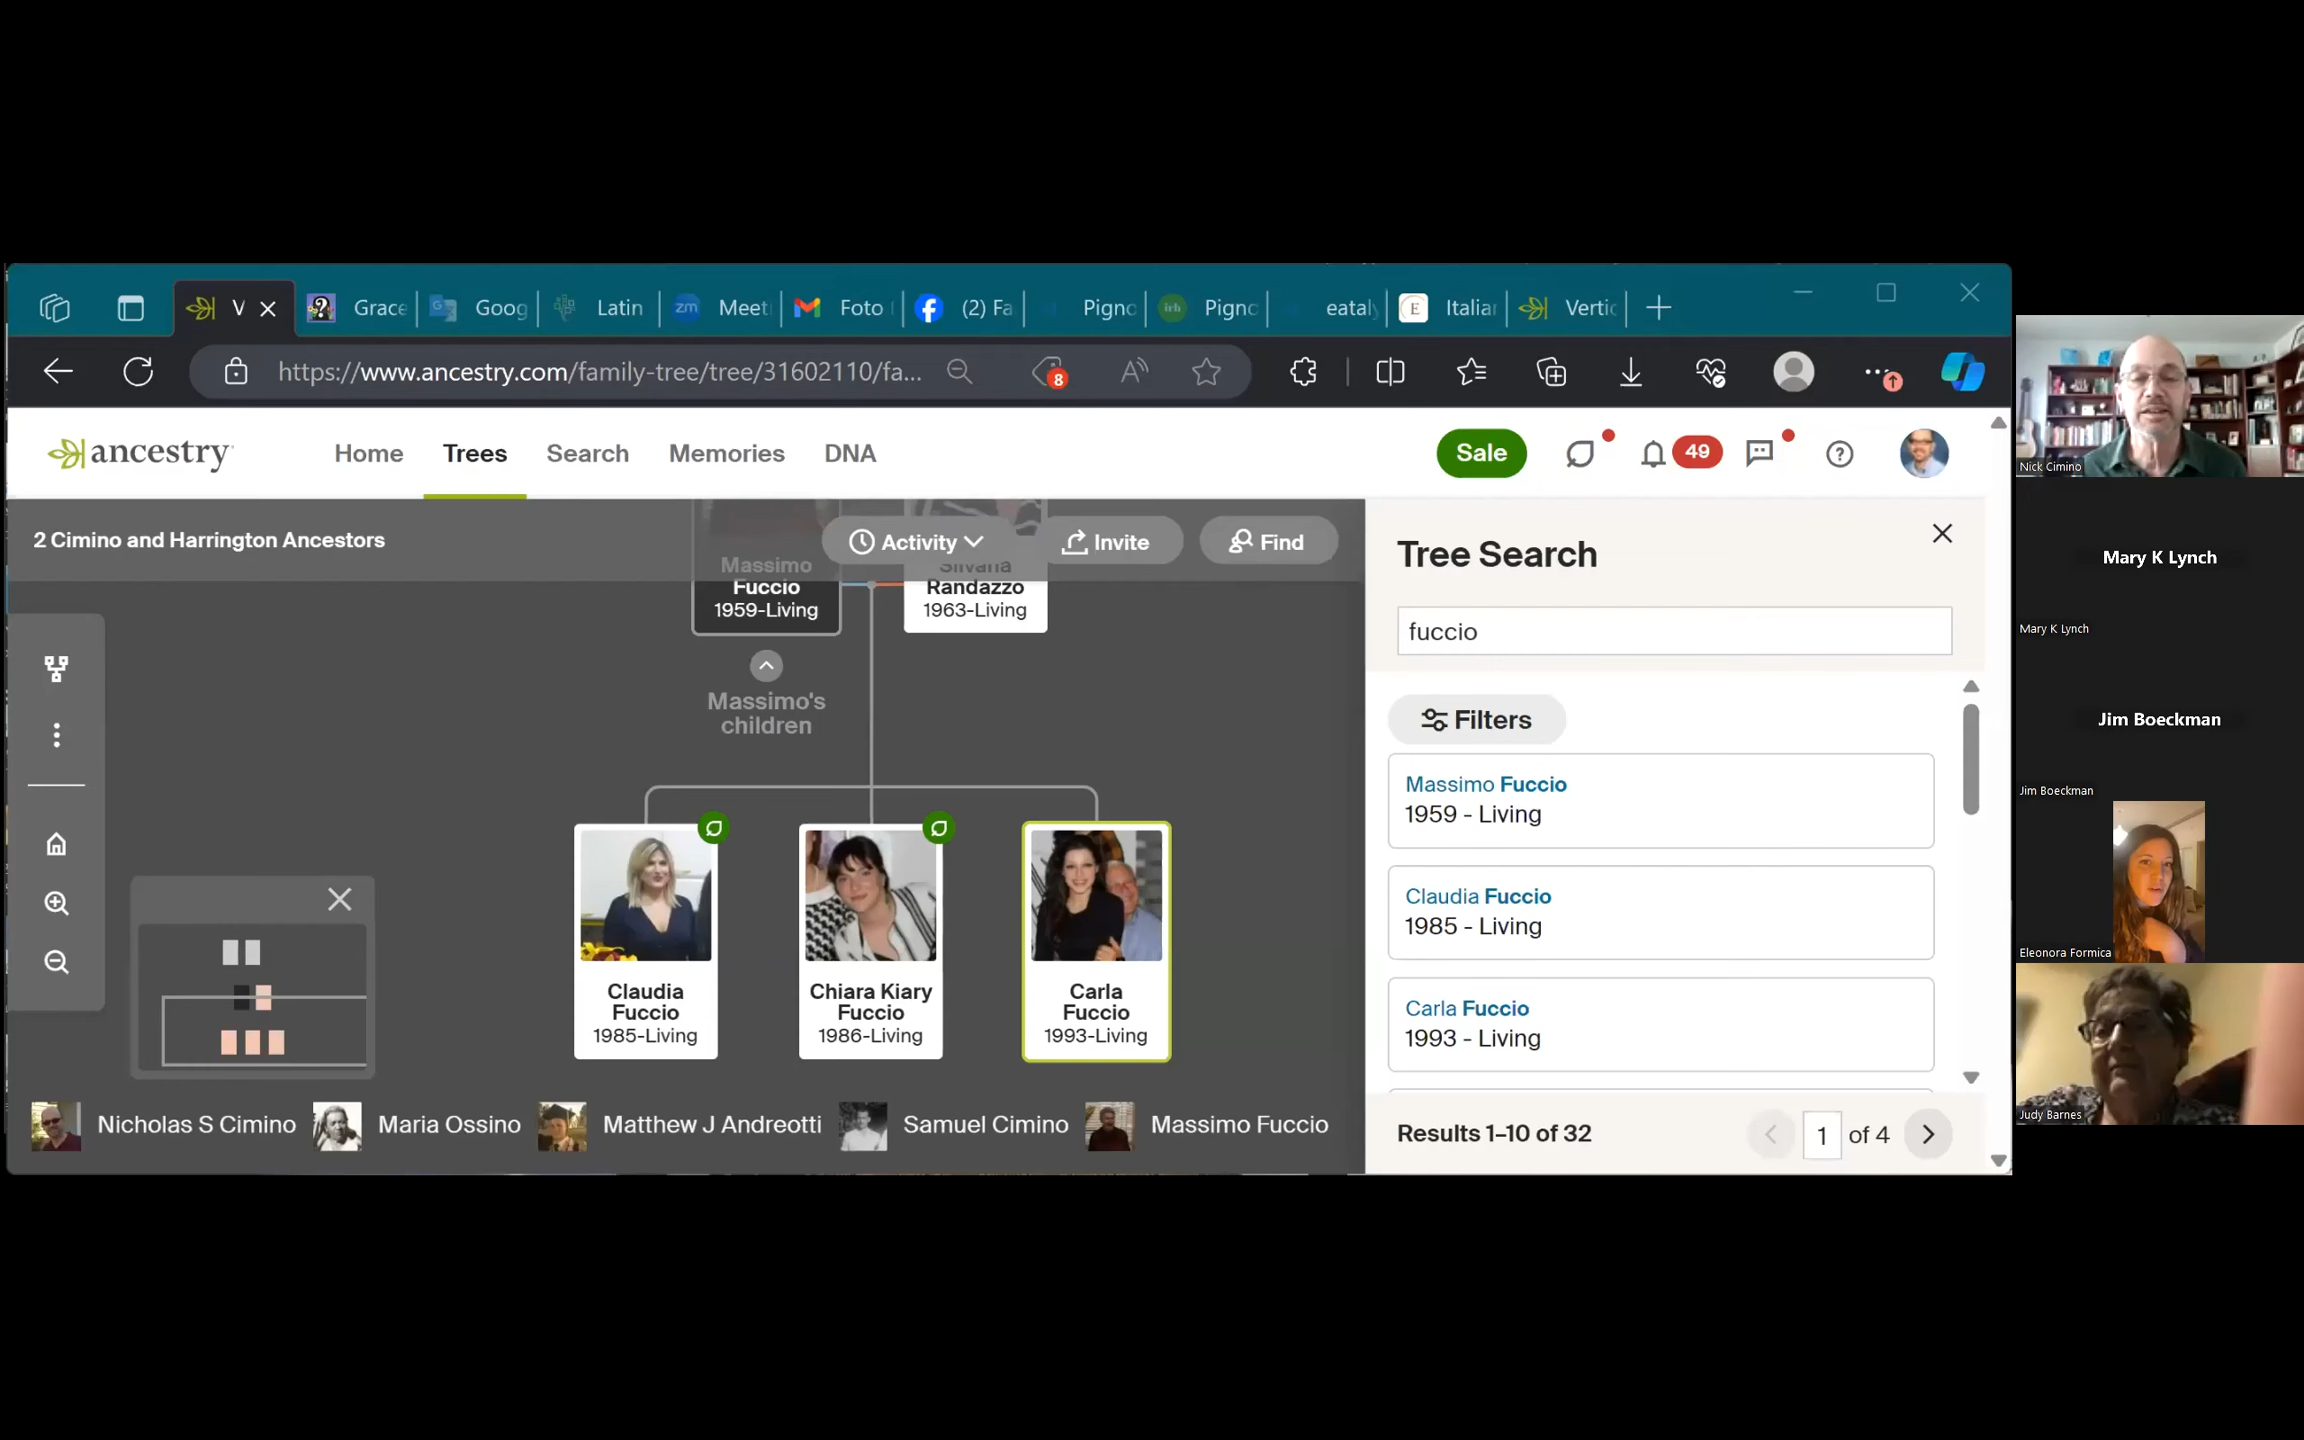 V
Grace
Goog
Latin
Meet
Foto
(2) Fa
Pigno
Pigno
eataly
Italian
Vertic
https://www.ancestry.com/family-tree/tree/31602110/fa...
8
ancestry
Home
Trees
Search
Memories
DNA
Sale
49
2 Cimino and Harrington Ancestors
Activity
Invite
Find
Massimo
Fuccio
1959-Living
Silvana
Randazzo
1963-Living
Massimo's
children
Claudia
Fuccio
1985-Living
Chiara Kiary
Fuccio
1986-Living
Carla
Fuccio
1993-Living
Nicholas S Cimino
Maria Ossino
Matthew J Andreotti
Samuel Cimino
Massimo Fuccio
Tree Search
fuccio
Filters
Massimo Fuccio
1959 - Living
Claudia Fuccio
1985 - Living
Carla Fuccio
1993 - Living
Results 1–10 of 32
1 of 4
Nick Cimino
Mary K Lynch
Mary K Lynch
Jim Boeckman
Jim Boeckman
Eleonora Formica
Judy Barnes